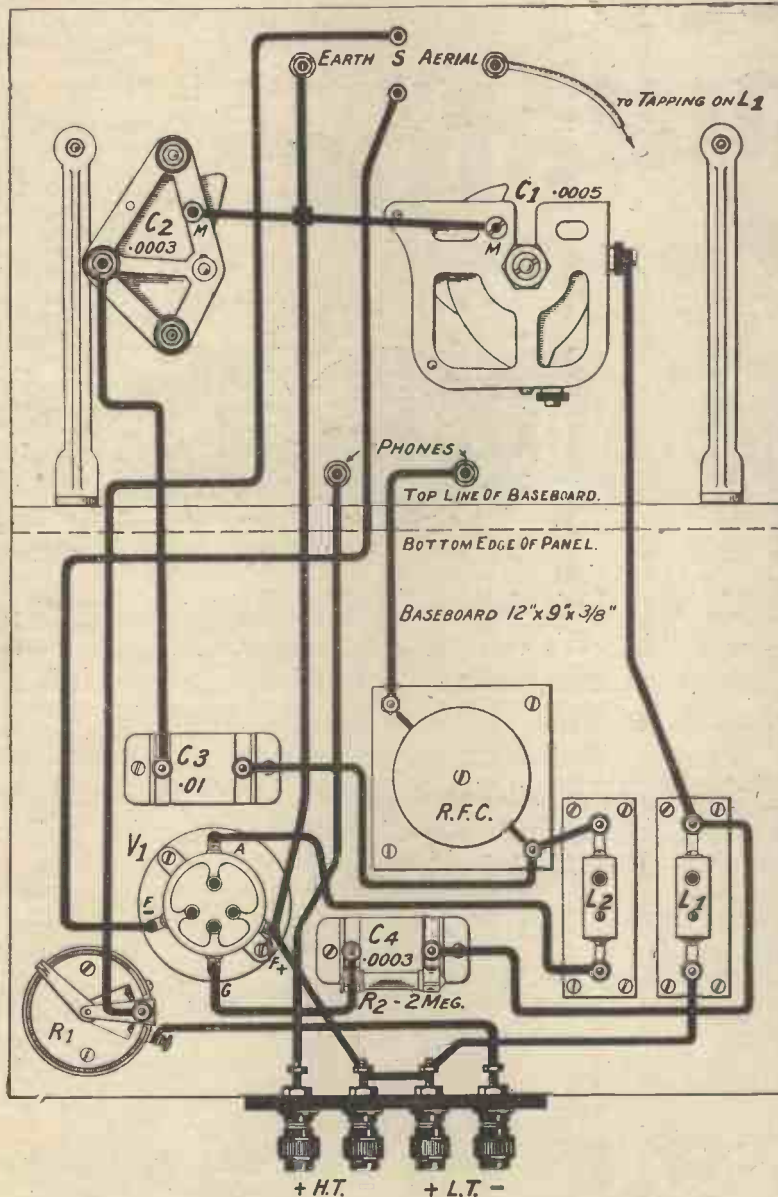 EARTH S AERIAL
TO TAPPING ON L1
C1 .0005
C2
.0003
M
M
PHONES
TOP LINE OF BASEBOARD.
BOTTOM EDGE OF PANEL.
BASEBOARD 12"x 9"x 3/8"
C3
.01
R.F.C.
V1
A
L2
L1
F-
C4
F+
.0003
G
R2 - 2 MEG.
R1
+ H.T.
+ L.T. -